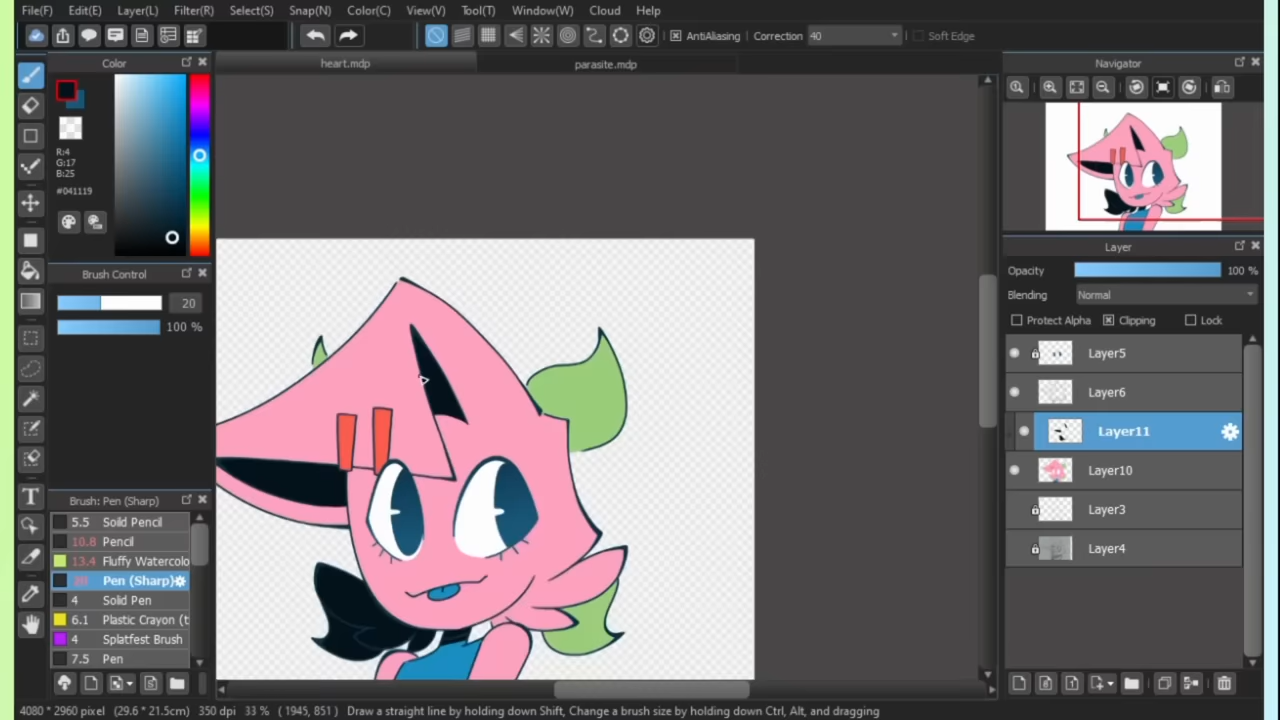 File(F) Edit(E) Layer(L) Filter(R) Select(S) Snap(N) Color(C) View(V) Tool(T) Window(W) Cloud Help
AntiAliasing Correction 40 Soft Edge
Color
heart.mdp
parasite.mdp
Navigator
R:4
G:17
B:25
#041119
Brush Control
20
100 %
Layer
Opacity 100 %
Blending Normal
Protect Alpha Clipping Lock
Layer5
Layer6
Layer11
Layer10
Layer3
Layer4
Brush: Pen (Sharp)
5.5 Solid Pencil
10.8 Pencil
13.4 Fluffy Watercolo
20 Pen (Sharp)
4 Solid Pen
6.1 Plastic Crayon (t
4 Splatfest Brush
7.5 Pen
4080 * 2960 pixel (29.6 * 21.5cm) 350 dpi 33 % ( 1945, 851 ) Draw a straight line by holding down Shift, Change a brush size by holding down Ctrl, Alt, and dragging